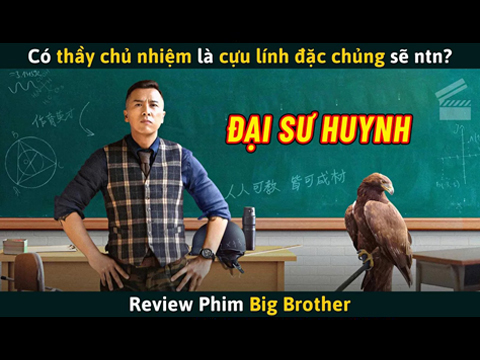 Có thầy chủ nhiệm là cựu lính đặc chủng sẽ ntn?
ĐẠI SƯ HUYNH
人人可教 皆可成材
Review Phim Big Brother